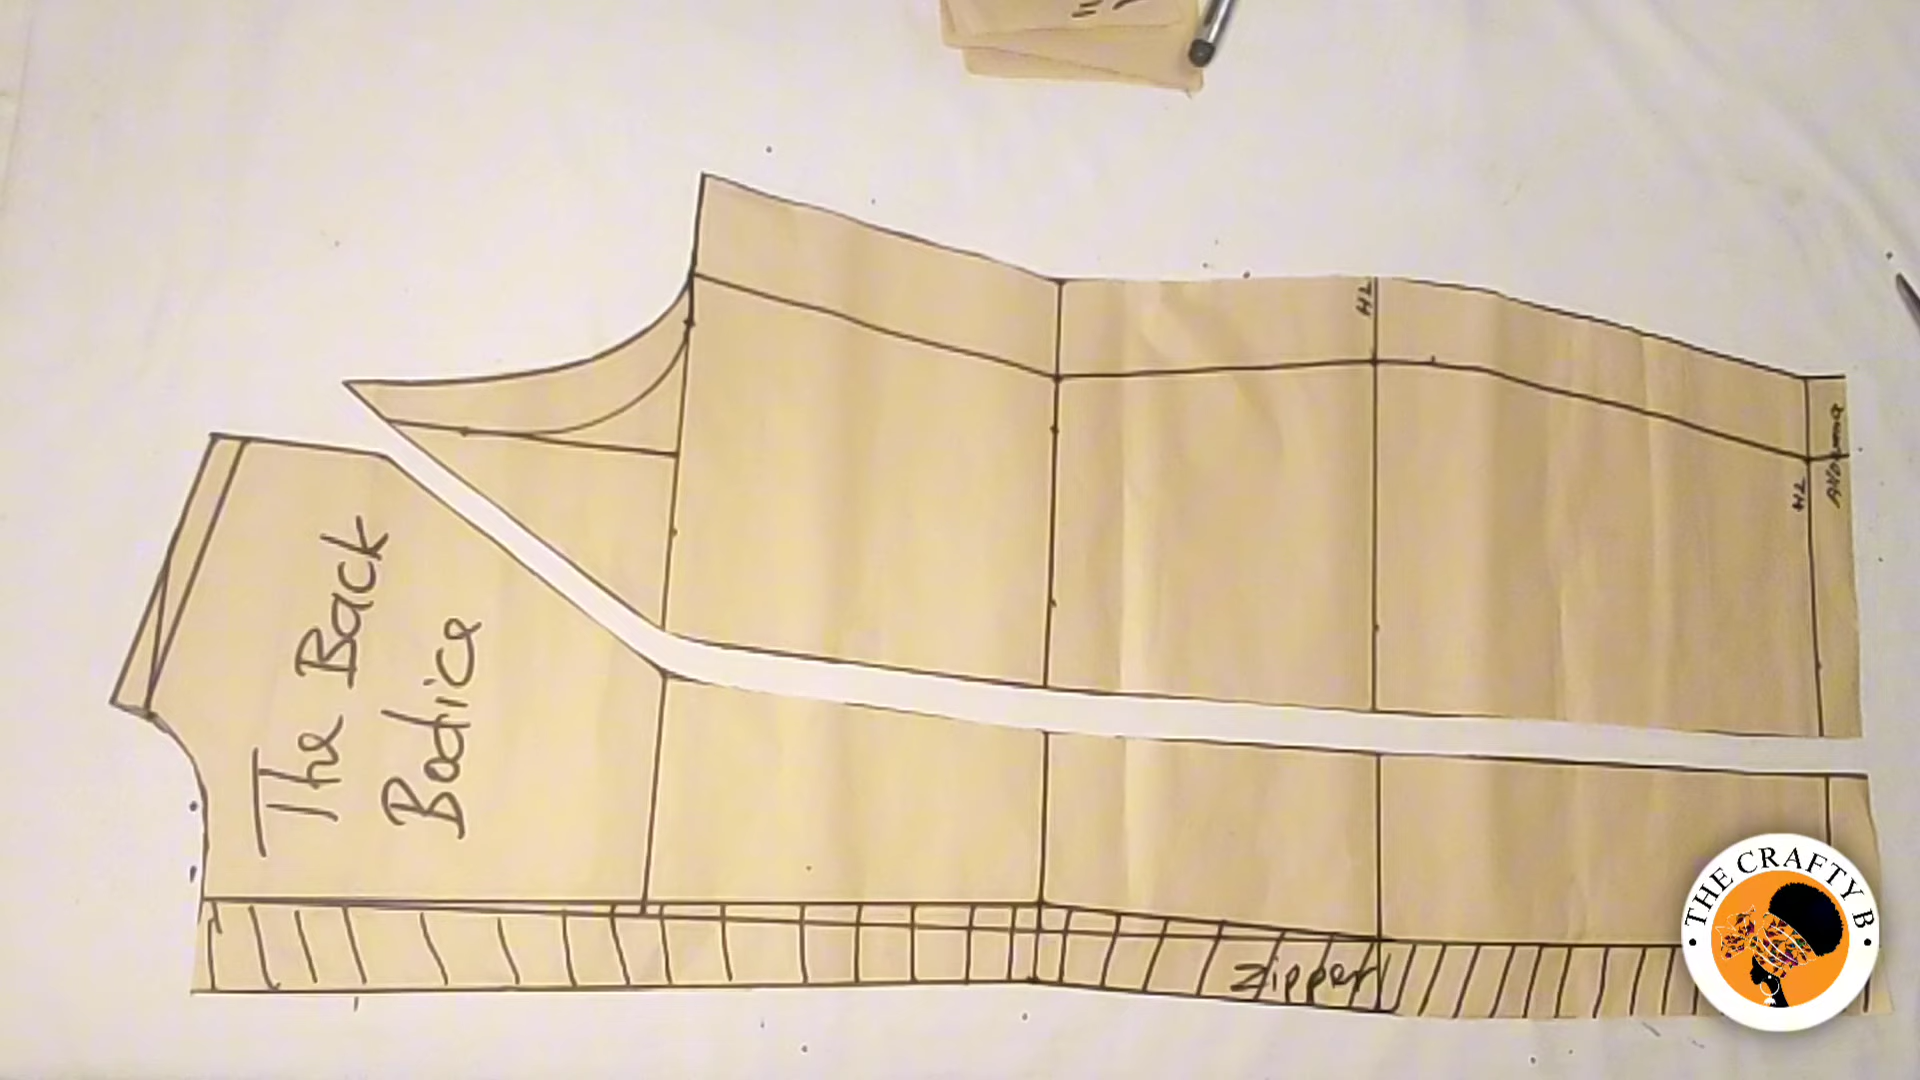 The Back
Bodice
Zipper
HL
HL
THE CRAFTY B